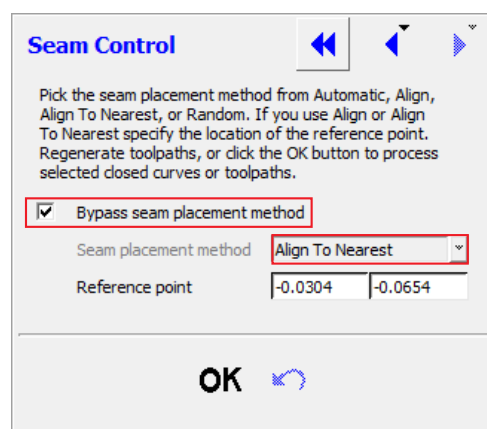 Seam Control
Pick the seam placement method from Automatic, Align,
Align To Nearest, or Random. If you use Align or Align
To Nearest specify the location of the reference point.
Regenerate toolpaths, or click the OK button to process
selected closed curves or toolpaths.
Bypass seam placement method
Seam placement method Align To Nearest
Reference point -0.0304 -0.0654
OK